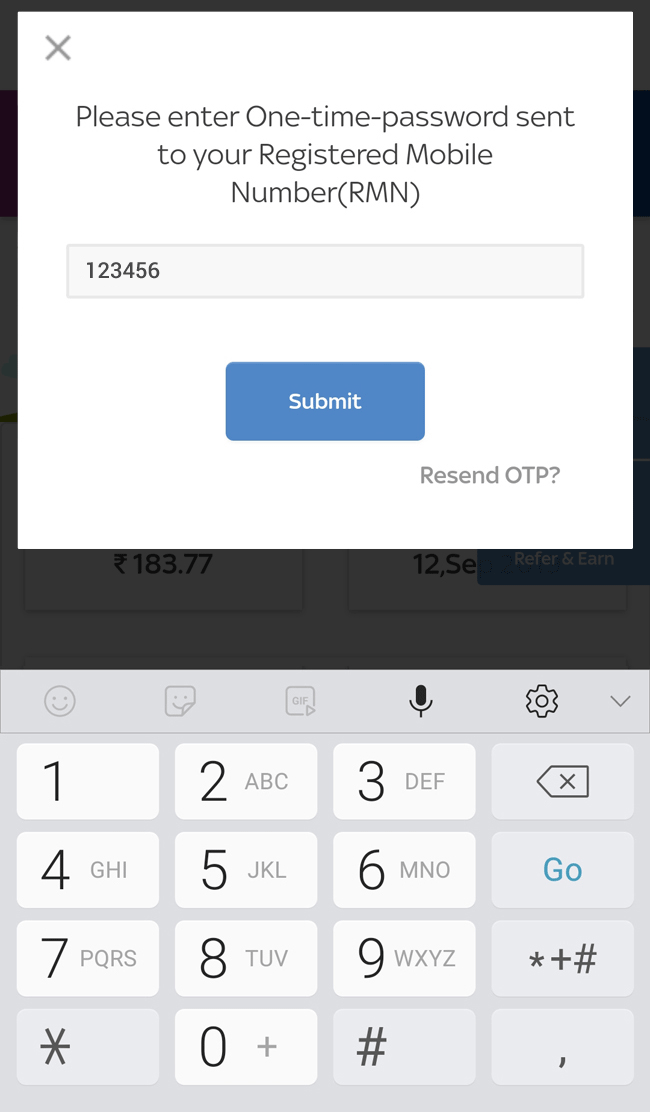 Please enter One-time-password sent
to your Registered Mobile
Number(RMN)
123456
Submit
Resend OTP?
₹ 183.77
12,Se
Refer & Earn
GIF
1
2 ABC
3 DEF
4 GHI
5 JKL
6 MNO
Go
7 PQRS
8 TUV
9 WXYZ
*+#
*
0 +
#
,